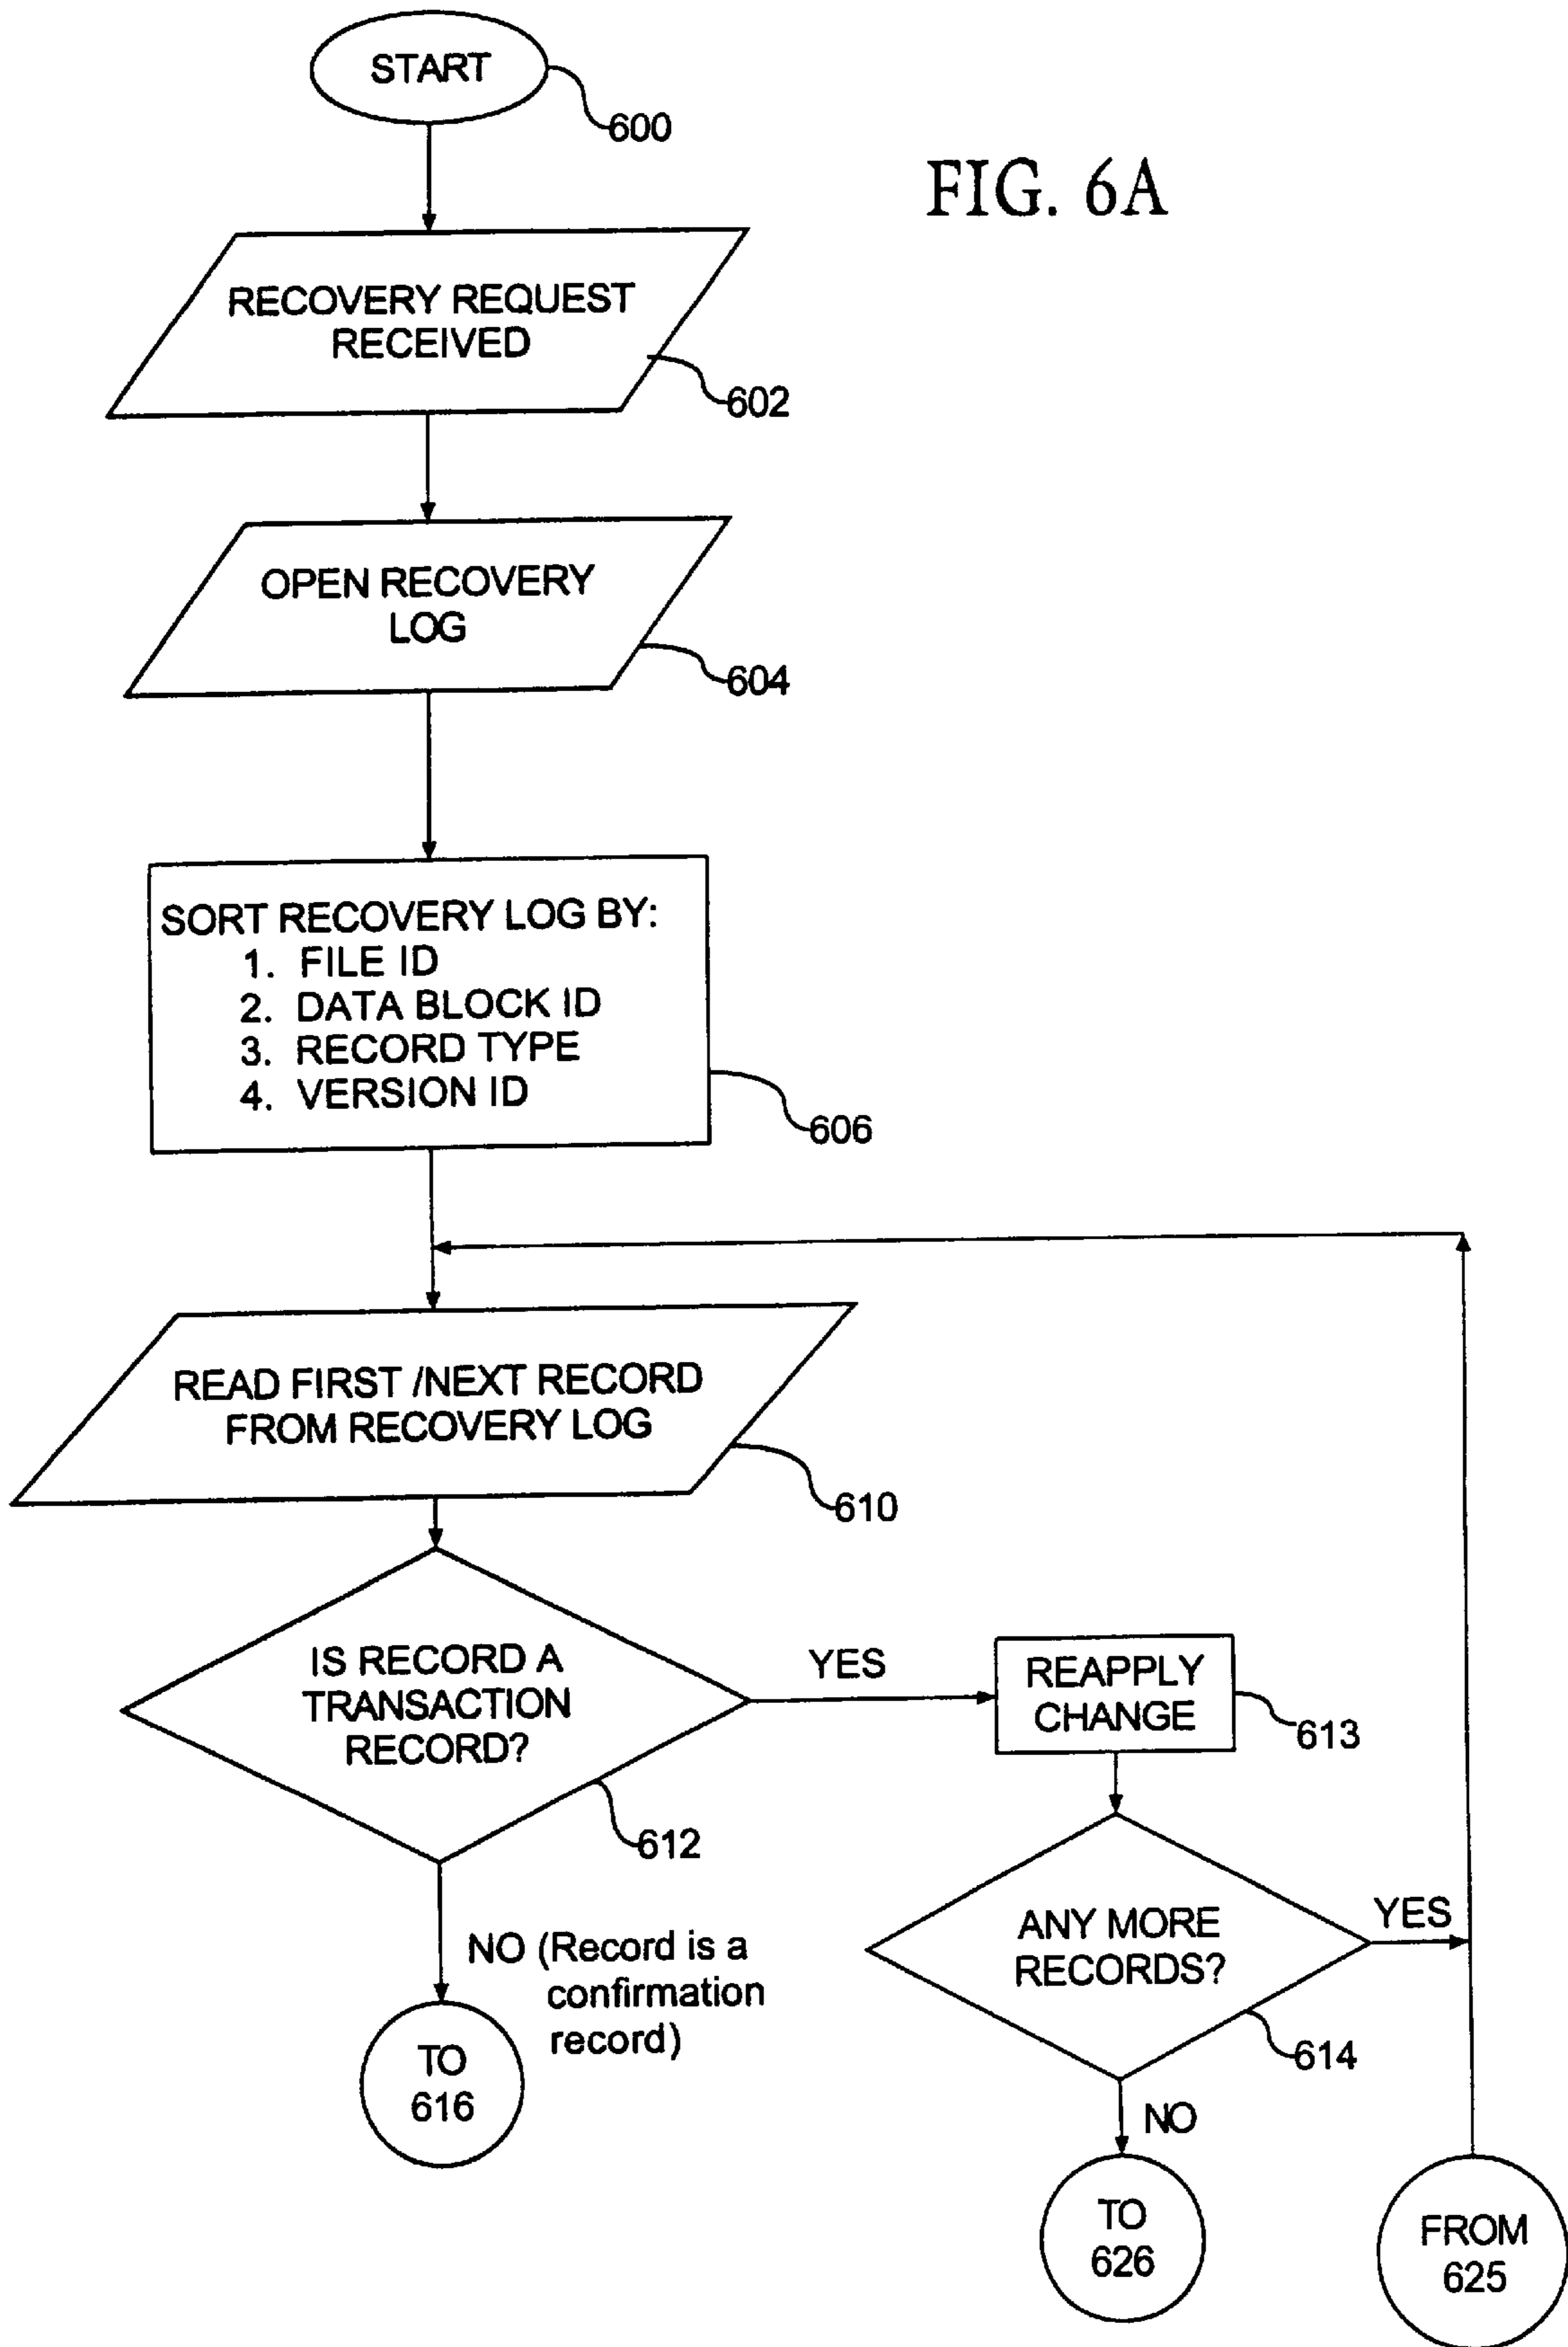 START
600
FIG. 6A
RECOVERY REQUEST
RECEIVED
602
OPEN RECOVERY
LOG
604
SORT RECOVERY LOG BY:
1. FILE ID
2. DATA BLOCK ID
3. RECORD TYPE
4. VERSION ID
606
READ FIRST /NEXT RECORD
FROM RECOVERY LOG
610
IS RECORD A
TRANSACTION
RECORD?
612
YES
REAPPLY
CHANGE
613
ANY MORE
RECORDS?
614
YES
NO (Record is a
confirmation
record)
TO
616
NO
TO
626
FROM
625